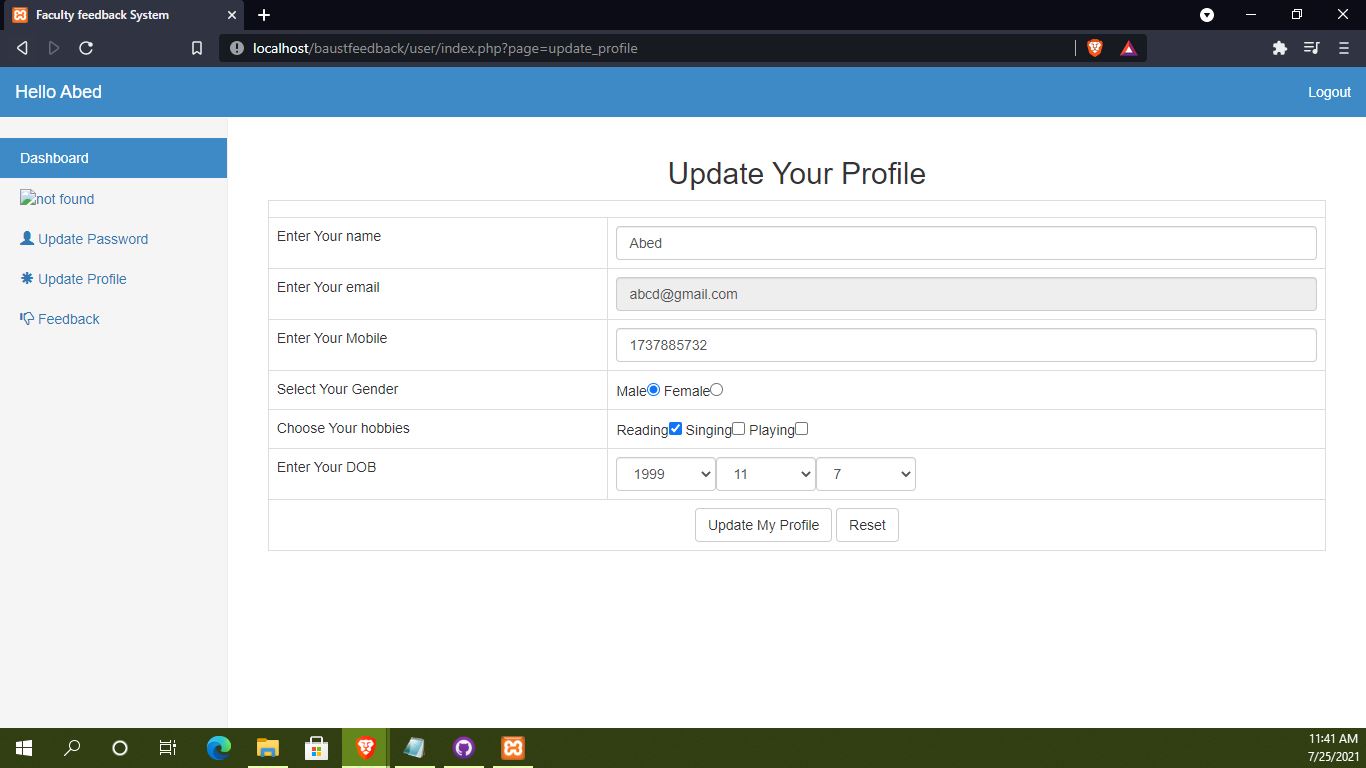 Faculty feedback System
localhost/baustfeedback/user/index.php?page=update_profile
Hello Abed
Logout
Dashboard
not found
Update Password
Update Profile
Feedback
Update Your Profile
Enter Your name
Abed
Enter Your email
abcd@gmail.com
Enter Your Mobile
1737885732
Select Your Gender
Male Female
Choose Your hobbies
Reading Singing Playing
Enter Your DOB
1999 11 7
Update My Profile Reset
11:41 AM
7/25/2021